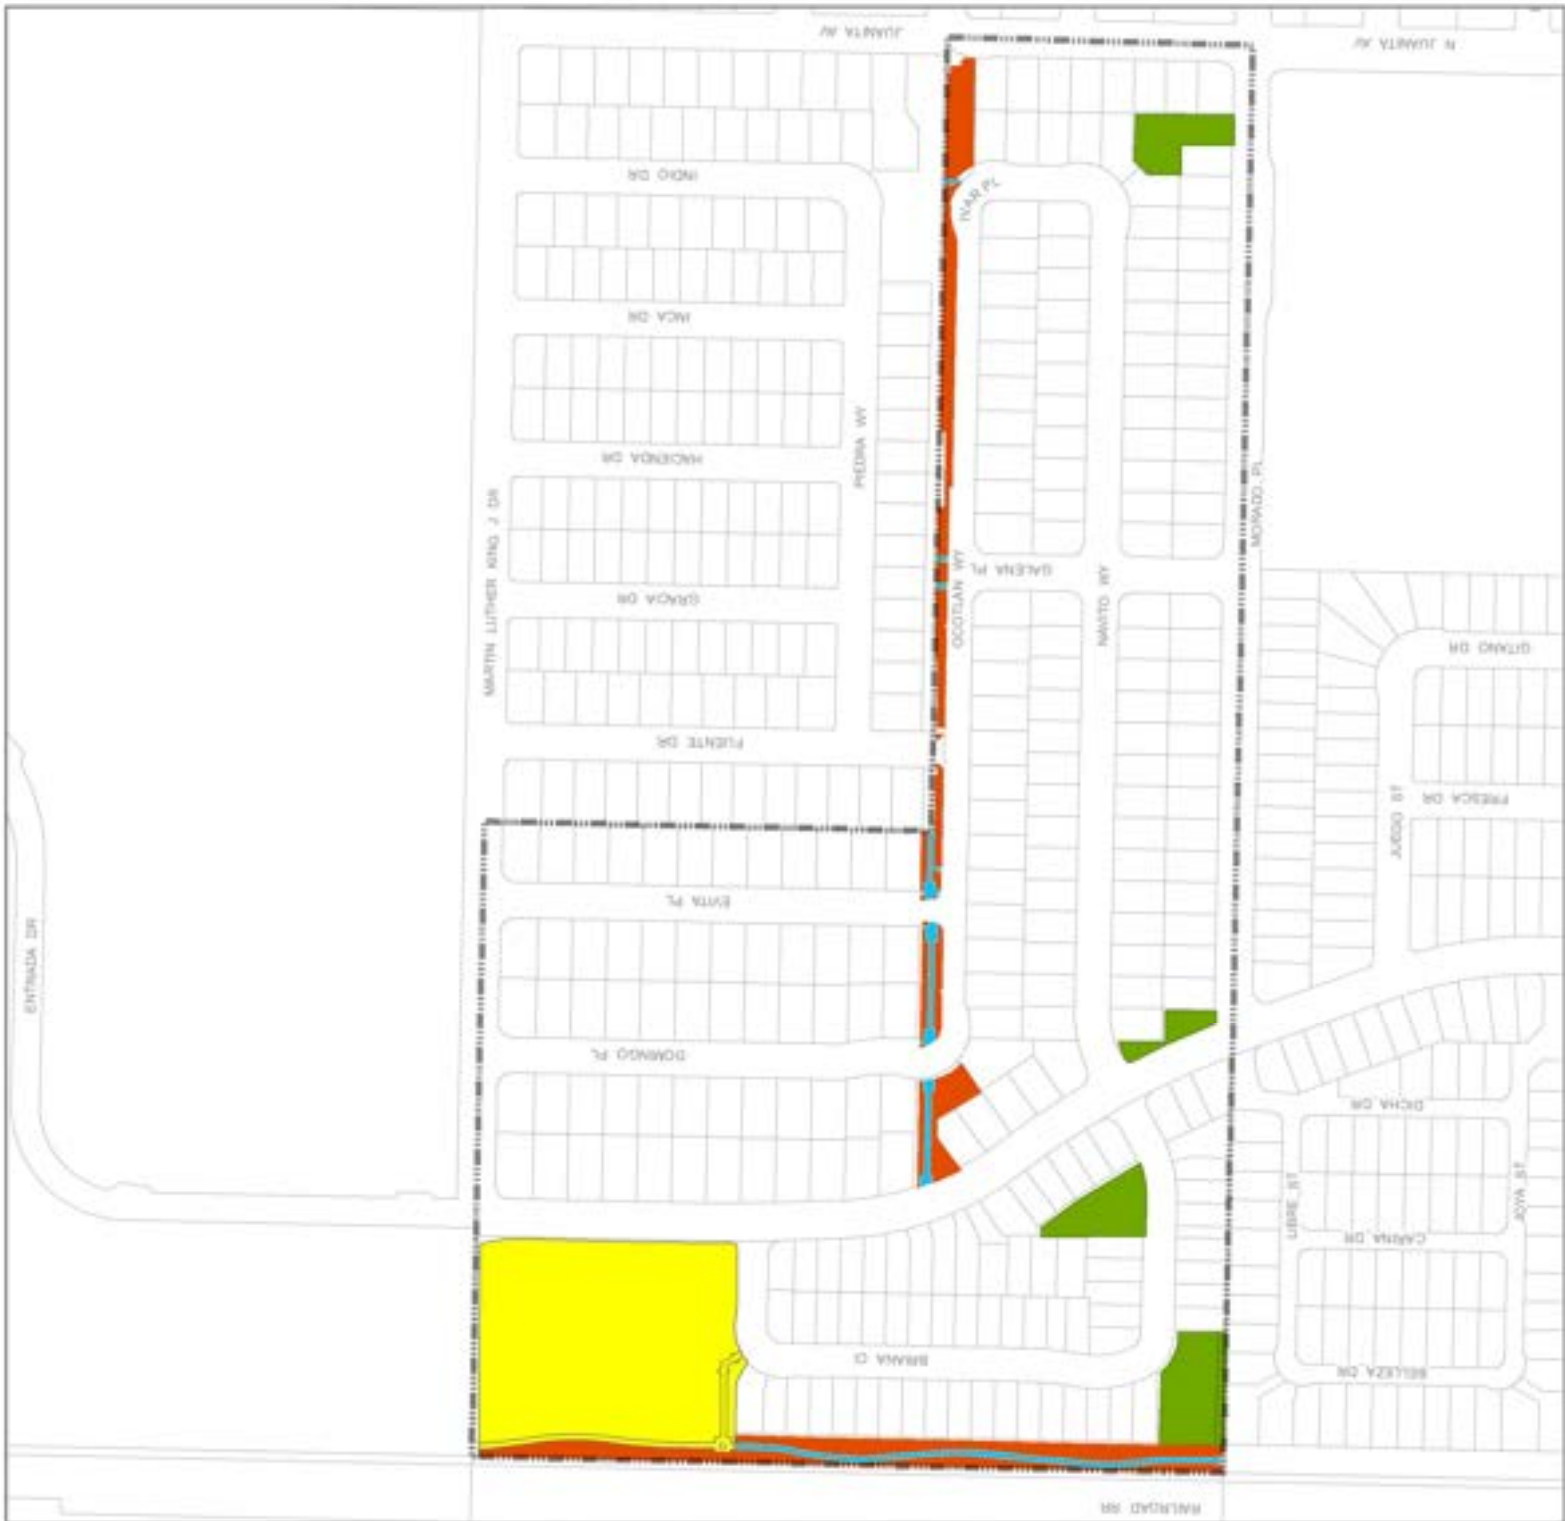 JUANITA AV
N JUANITA AV
INDIO DR
IVAR PL
INCA DR
PIEDRA WY
HACIENDA DR
MORADO PL
MARTIN LUTHER KING J DR
GALENA PL
OCOTLAN WY
NAVITO WY
GRACIA DR
GITANO DR
FUENTE DR
FRESCA DR
JUEGO ST
EVITA PL
ENTRADA DR
DOMINGO PL
DICHA DR
LIBRE ST
JOYA ST
CARINA DR
BELLEZA DR
RAILROAD RR